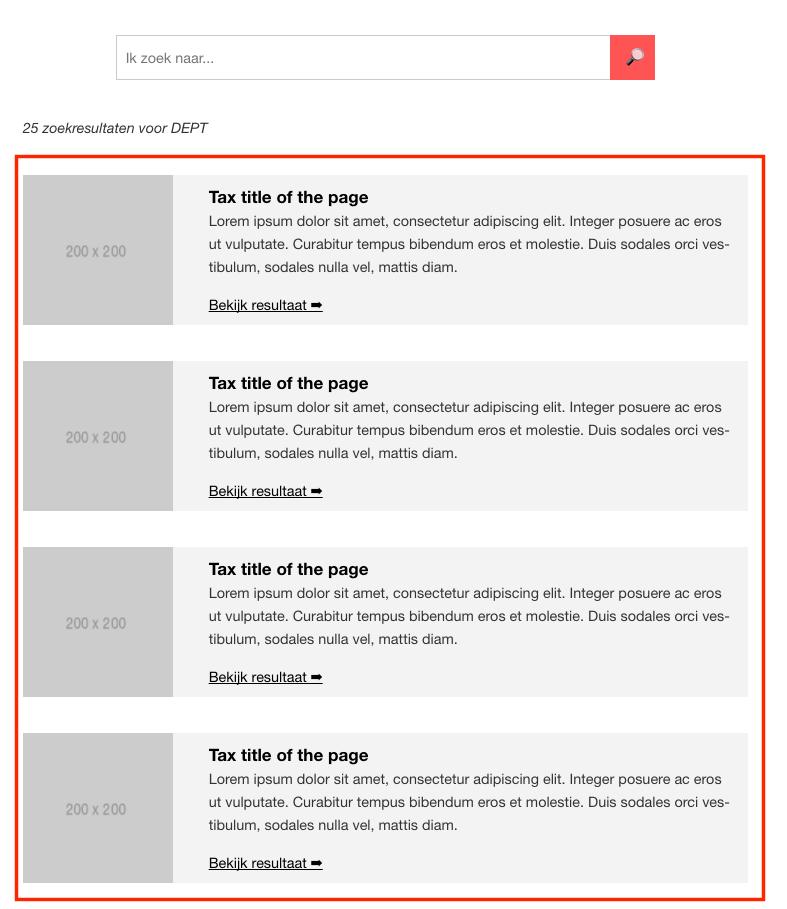 Ik zoek naar...
25 zoekresultaten voor DEPT
200 x 200
Tax title of the page
Lorem ipsum dolor sit amet, consectetur adipiscing elit. Integer posuere ac eros
ut vulputate. Curabitur tempus bibendum eros et molestie. Duis sodales orci ves-
tibulum, sodales nulla vel, mattis diam.
Bekijk resultaat ➡
200 x 200
Tax title of the page
Lorem ipsum dolor sit amet, consectetur adipiscing elit. Integer posuere ac eros
ut vulputate. Curabitur tempus bibendum eros et molestie. Duis sodales orci ves-
tibulum, sodales nulla vel, mattis diam.
Bekijk resultaat ➡
200 x 200
Tax title of the page
Lorem ipsum dolor sit amet, consectetur adipiscing elit. Integer posuere ac eros
ut vulputate. Curabitur tempus bibendum eros et molestie. Duis sodales orci ves-
tibulum, sodales nulla vel, mattis diam.
Bekijk resultaat ➡
200 x 200
Tax title of the page
Lorem ipsum dolor sit amet, consectetur adipiscing elit. Integer posuere ac eros
ut vulputate. Curabitur tempus bibendum eros et molestie. Duis sodales orci ves-
tibulum, sodales nulla vel, mattis diam.
Bekijk resultaat ➡